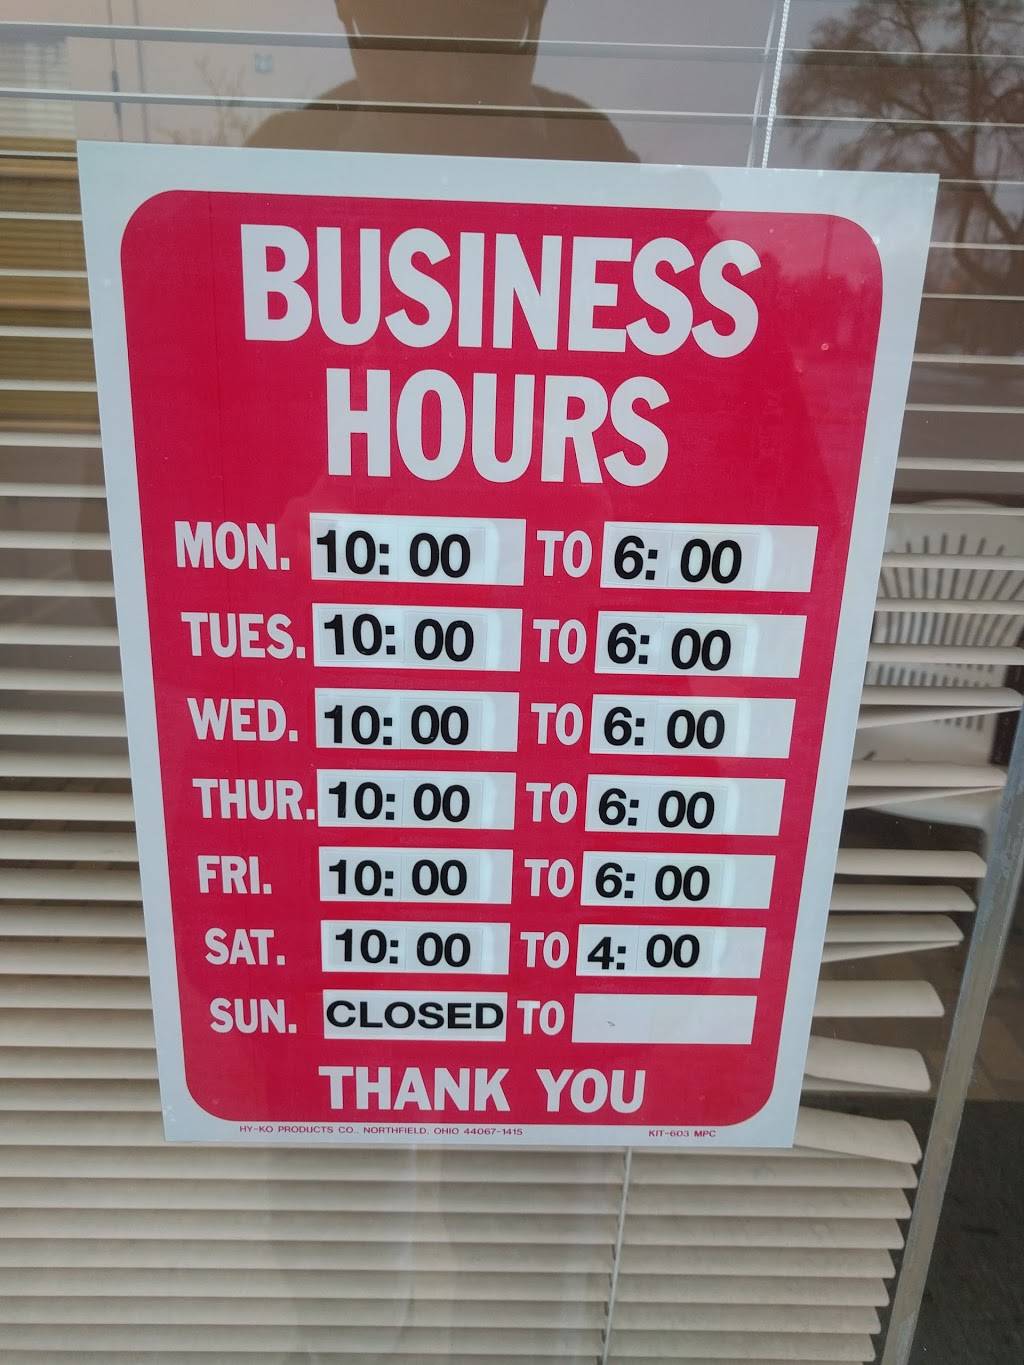 BUSINESS
HOURS
MON. 10: 00 TO 6: 00
TUES. 10: 00 TO 6: 00
WED. 10: 00 TO 6: 00
THUR. 10: 00 TO 6: 00
FRI. 10: 00 TO 6: 00
SAT. 10: 00 TO 4: 00
SUN. CLOSED TO
THANK YOU
HY-KO PRODUCTS CO., NORTHFIELD, OHIO 44067-1415 KIT-603 MPC